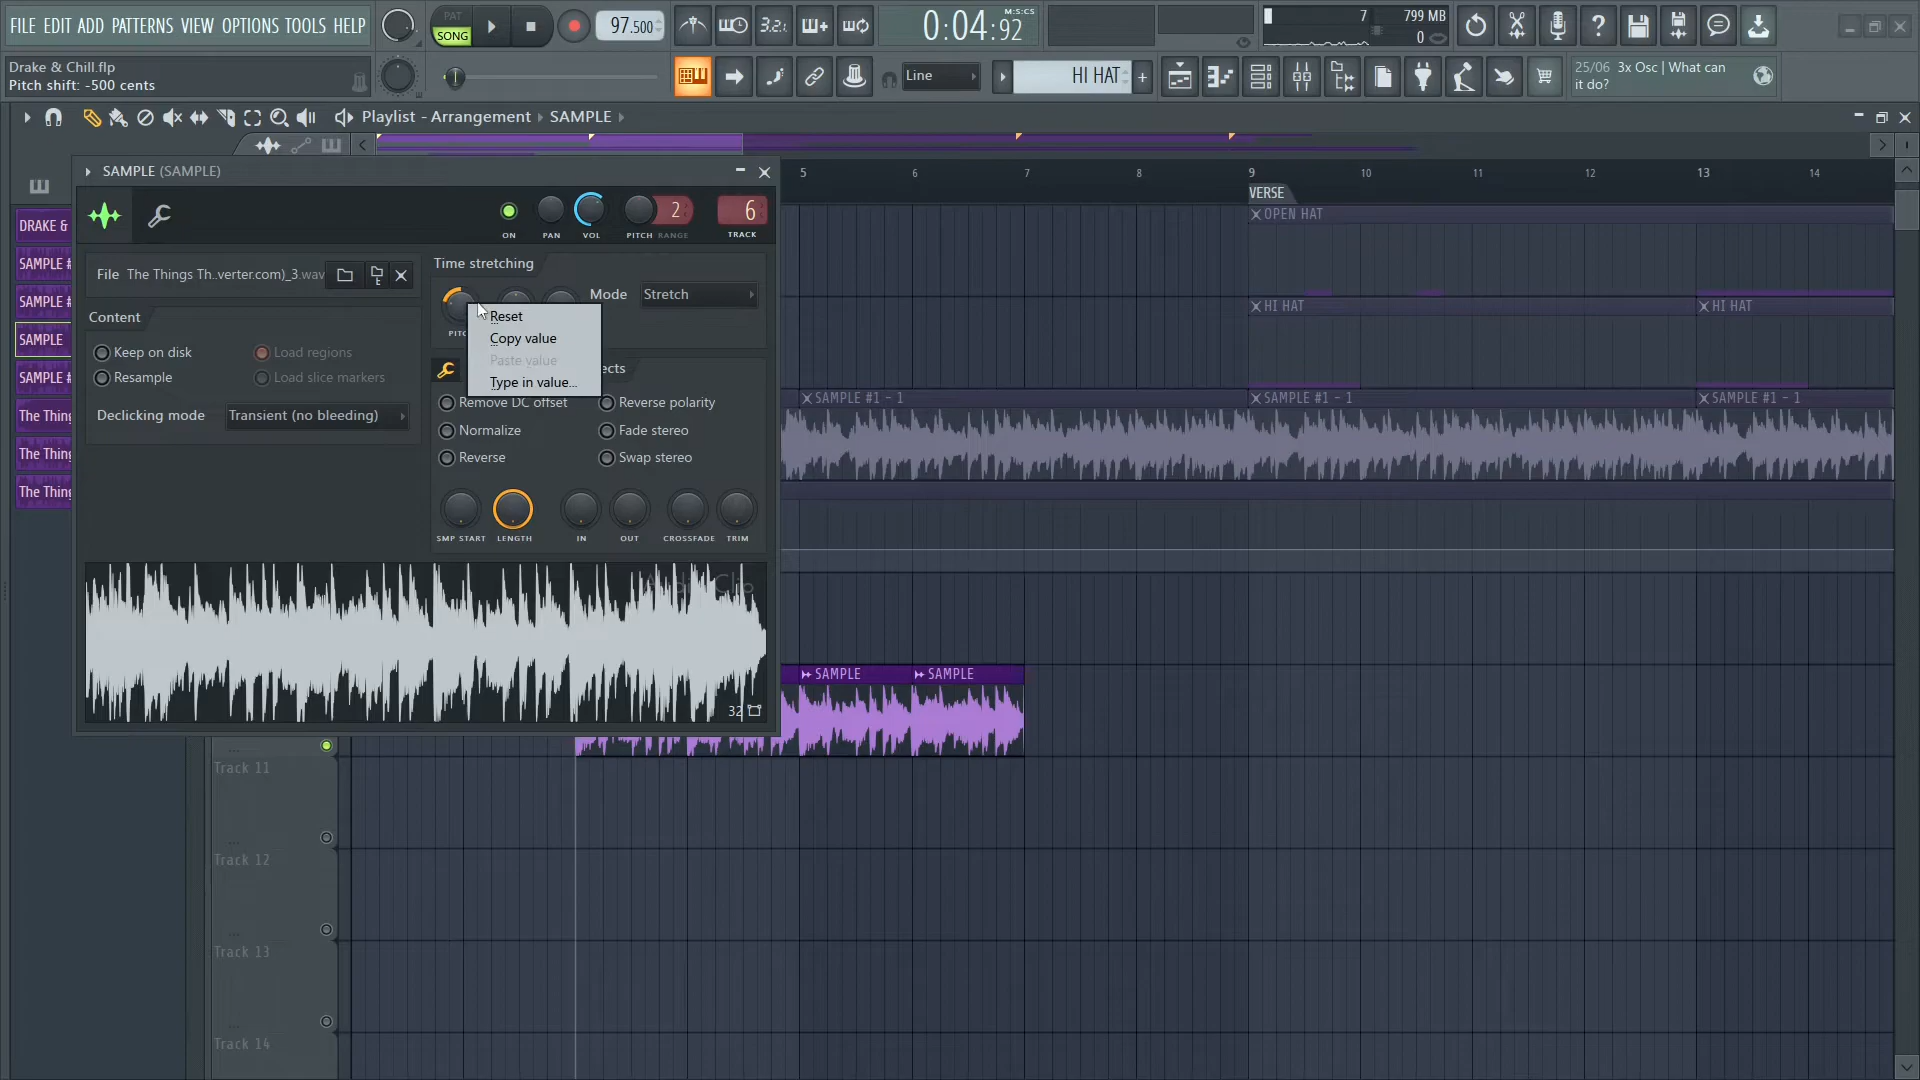 FILE EDIT ADD PATTERNS VIEW OPTIONS TOOLS HELP
PAT
SONG
97.500
3.2.1
0:04:92
M:S:CS
7
799 MB
0
Drake & Chill.flp
Pitch shift: -500 cents
Line
HI HAT
25/06 3x Osc | What can
it do?
Playlist - Arrangement
SAMPLE
SAMPLE (SAMPLE)
5
6
7
8
9
10
11
12
13
14
VERSE
2
6
ON
PAN
VOL
PITCH
RANGE
TRACK
File
The Things Th..verter.com)_3.wav
Time stretching
Mode
Stretch
Reset
Copy value
Paste value
Type in value...
Content
Keep on disk
Load regions
Resample
Load slice markers
Declicking mode
Transient (no bleeding)
Remove DC offset
Reverse polarity
Normalize
Fade stereo
Reverse
Swap stereo
SMP START
LENGTH
IN
OUT
CROSSFADE
TRIM
Audio Clip
32
DRAKE &
SAMPLE #
SAMPLE #
SAMPLE
SAMPLE #
The Thing
The Thing
The Thing
OPEN HAT
HI HAT
HI HAT
SAMPLE #1 - 1
SAMPLE #1 - 1
SAMPLE #1 - 1
SAMPLE
SAMPLE
Track 11
Track 12
Track 13
Track 14